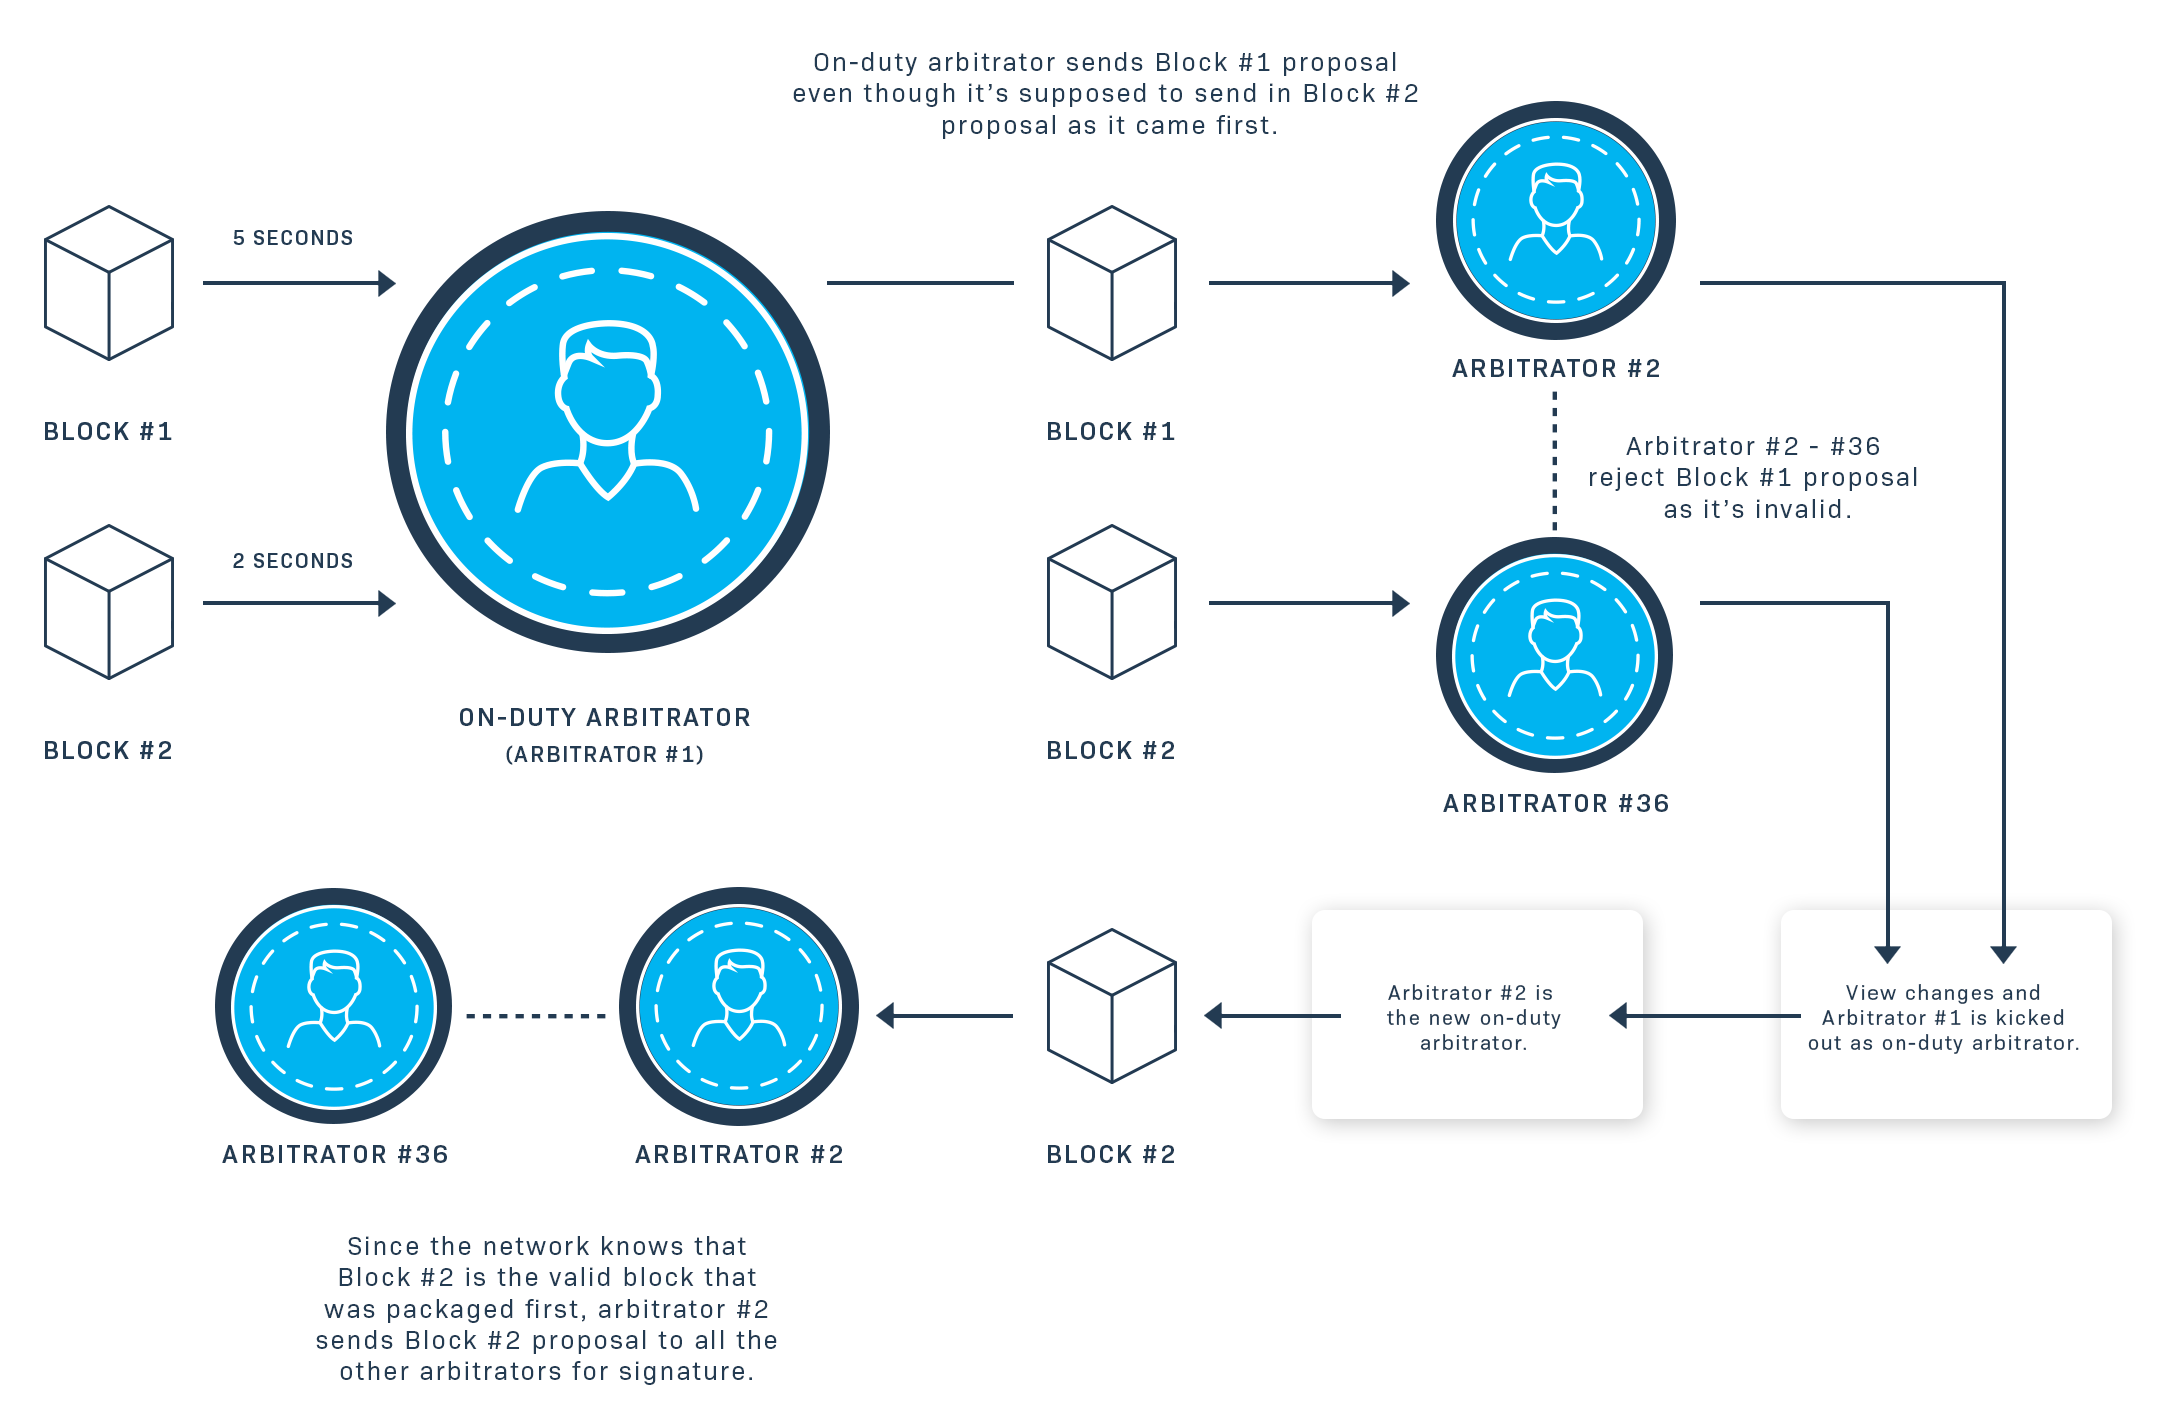 On-duty arbitrator sends Block #1 proposal
even though it's supposed to send in Block #2
proposal as it came first.
5 SECONDS
BLOCK #1
2 SECONDS
BLOCK #2
ON-DUTY ARBITRATOR
(ARBITRATOR #1)
BLOCK #1
BLOCK #2
ARBITRATOR #2
Arbitrator #2 - #36
reject Block #1 proposal
as it's invalid.
ARBITRATOR #36
View changes and
Arbitrator #1 is kicked
out as on-duty arbitrator.
Arbitrator #2 is
the new on-duty
arbitrator.
BLOCK #2
ARBITRATOR #2
ARBITRATOR #36
Since the network knows that
Block #2 is the valid block that
was packaged first, arbitrator #2
sends Block #2 proposal to all the
other arbitrators for signature.